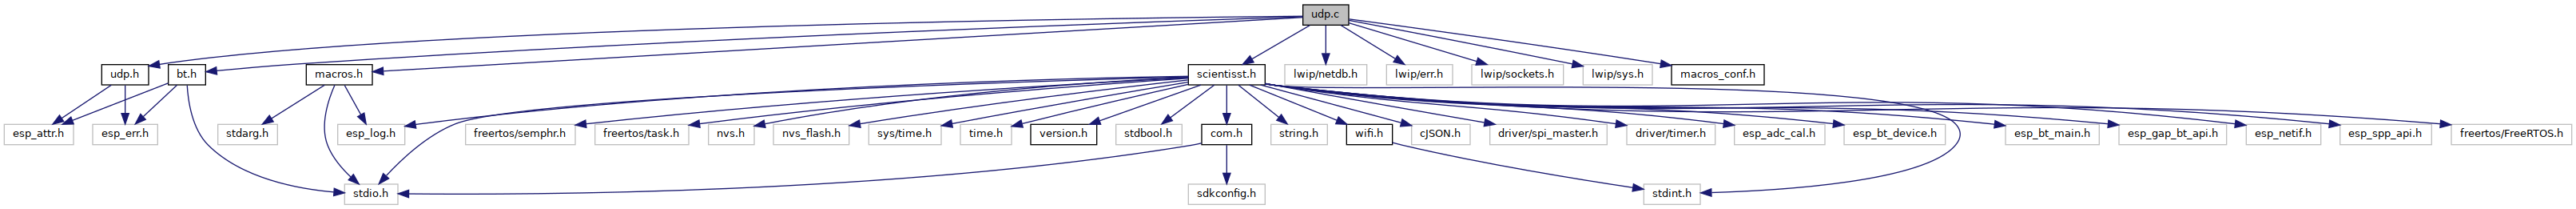 udp.c
udp.h
bt.h
macros.h
scientisst.h
lwip/netdb.h
lwip/err.h
lwip/sockets.h
lwip/sys.h
macros_conf.h
esp_attr.h
esp_err.h
stdarg.h
esp_log.h
freertos/semphr.h
freertos/task.h
nvs.h
nvs_flash.h
sys/time.h
time.h
version.h
stdbool.h
com.h
string.h
wifi.h
cJSON.h
driver/spi_master.h
driver/timer.h
esp_adc_cal.h
esp_bt_device.h
esp_bt_main.h
esp_gap_bt_api.h
esp_netif.h
esp_spp_api.h
freertos/FreeRTOS.h
stdio.h
sdkconfig.h
stdint.h